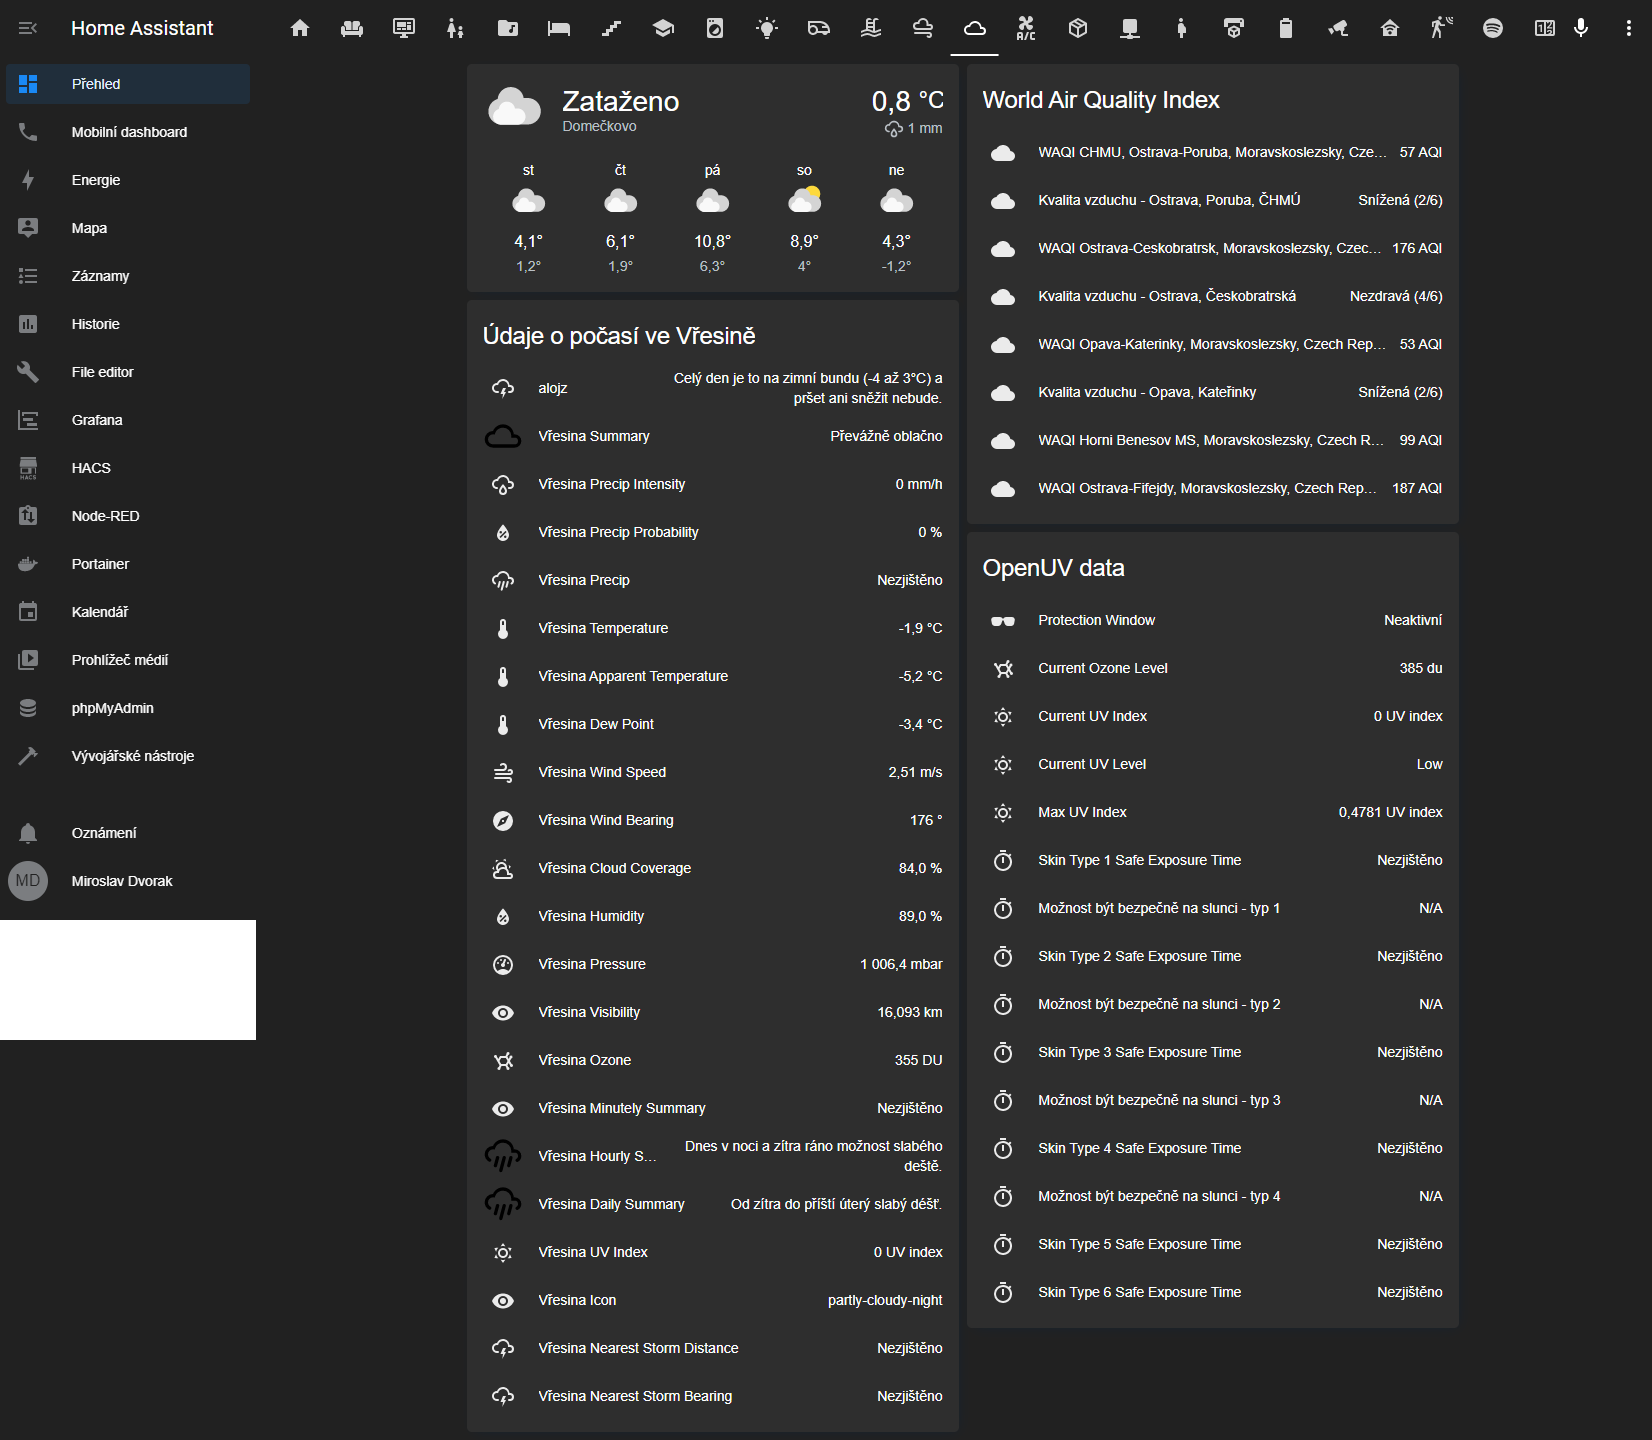 Home Assistant
A/C
Přehled
Mobilní dashboard
Energie
Mapa
Záznamy
Historie
File editor
Grafana
HACS
HACS
Node-RED
Portainer
Kalendář
Prohlížeč médií
phpMyAdmin
Vývojářské nástroje
Oznámení
MD Miroslav Dvorak
Zataženo 0,8 °C
Domečkovo 1 mm
st čt pá so ne
4,1° 6,1° 10,8° 8,9° 4,3°
1,2° 1,9° 6,3° 4° -1,2°
Údaje o počasí ve Vřesině
alojz Celý den je to na zimní bundu (-4 až 3°C) a
pršet ani sněžit nebude.
Vřesina Summary Převážně oblačno
Vřesina Precip Intensity 0 mm/h
Vřesina Precip Probability 0 %
Vřesina Precip Nezjištěno
Vřesina Temperature -1,9 °C
Vřesina Apparent Temperature -5,2 °C
Vřesina Dew Point -3,4 °C
Vřesina Wind Speed 2,51 m/s
Vřesina Wind Bearing 176 °
Vřesina Cloud Coverage 84,0 %
Vřesina Humidity 89,0 %
Vřesina Pressure 1 006,4 mbar
Vřesina Visibility 16,093 km
Vřesina Ozone 355 DU
Vřesina Minutely Summary Nezjištěno
Vřesina Hourly S... Dnes v noci a zítra ráno možnost slabého
deště.
Vřesina Daily Summary Od zítra do příští úterý slabý déšť.
Vřesina UV Index 0 UV index
Vřesina Icon partly-cloudy-night
Vřesina Nearest Storm Distance Nezjištěno
Vřesina Nearest Storm Bearing Nezjištěno
World Air Quality Index
WAQI CHMU, Ostrava-Poruba, Moravskoslezsky, Cze... 57 AQI
Kvalita vzduchu - Ostrava, Poruba, ČHMÚ Snížená (2/6)
WAQI Ostrava-Ceskobratrsk, Moravskoslezsky, Czec... 176 AQI
Kvalita vzduchu - Ostrava, Českobratrská Nezdravá (4/6)
WAQI Opava-Katerinky, Moravskoslezsky, Czech Rep... 53 AQI
Kvalita vzduchu - Opava, Kateřinky Snížená (2/6)
WAQI Horni Benesov MS, Moravskoslezsky, Czech R... 99 AQI
WAQI Ostrava-Fifejdy, Moravskoslezsky, Czech Rep... 187 AQI
OpenUV data
Protection Window Neaktivní
Current Ozone Level 385 du
Current UV Index 0 UV index
Current UV Level Low
Max UV Index 0,4781 UV index
Skin Type 1 Safe Exposure Time Nezjištěno
Možnost být bezpečně na slunci - typ 1 N/A
Skin Type 2 Safe Exposure Time Nezjištěno
Možnost být bezpečně na slunci - typ 2 N/A
Skin Type 3 Safe Exposure Time Nezjištěno
Možnost být bezpečně na slunci - typ 3 N/A
Skin Type 4 Safe Exposure Time Nezjištěno
Možnost být bezpečně na slunci - typ 4 N/A
Skin Type 5 Safe Exposure Time Nezjištěno
Skin Type 6 Safe Exposure Time Nezjištěno